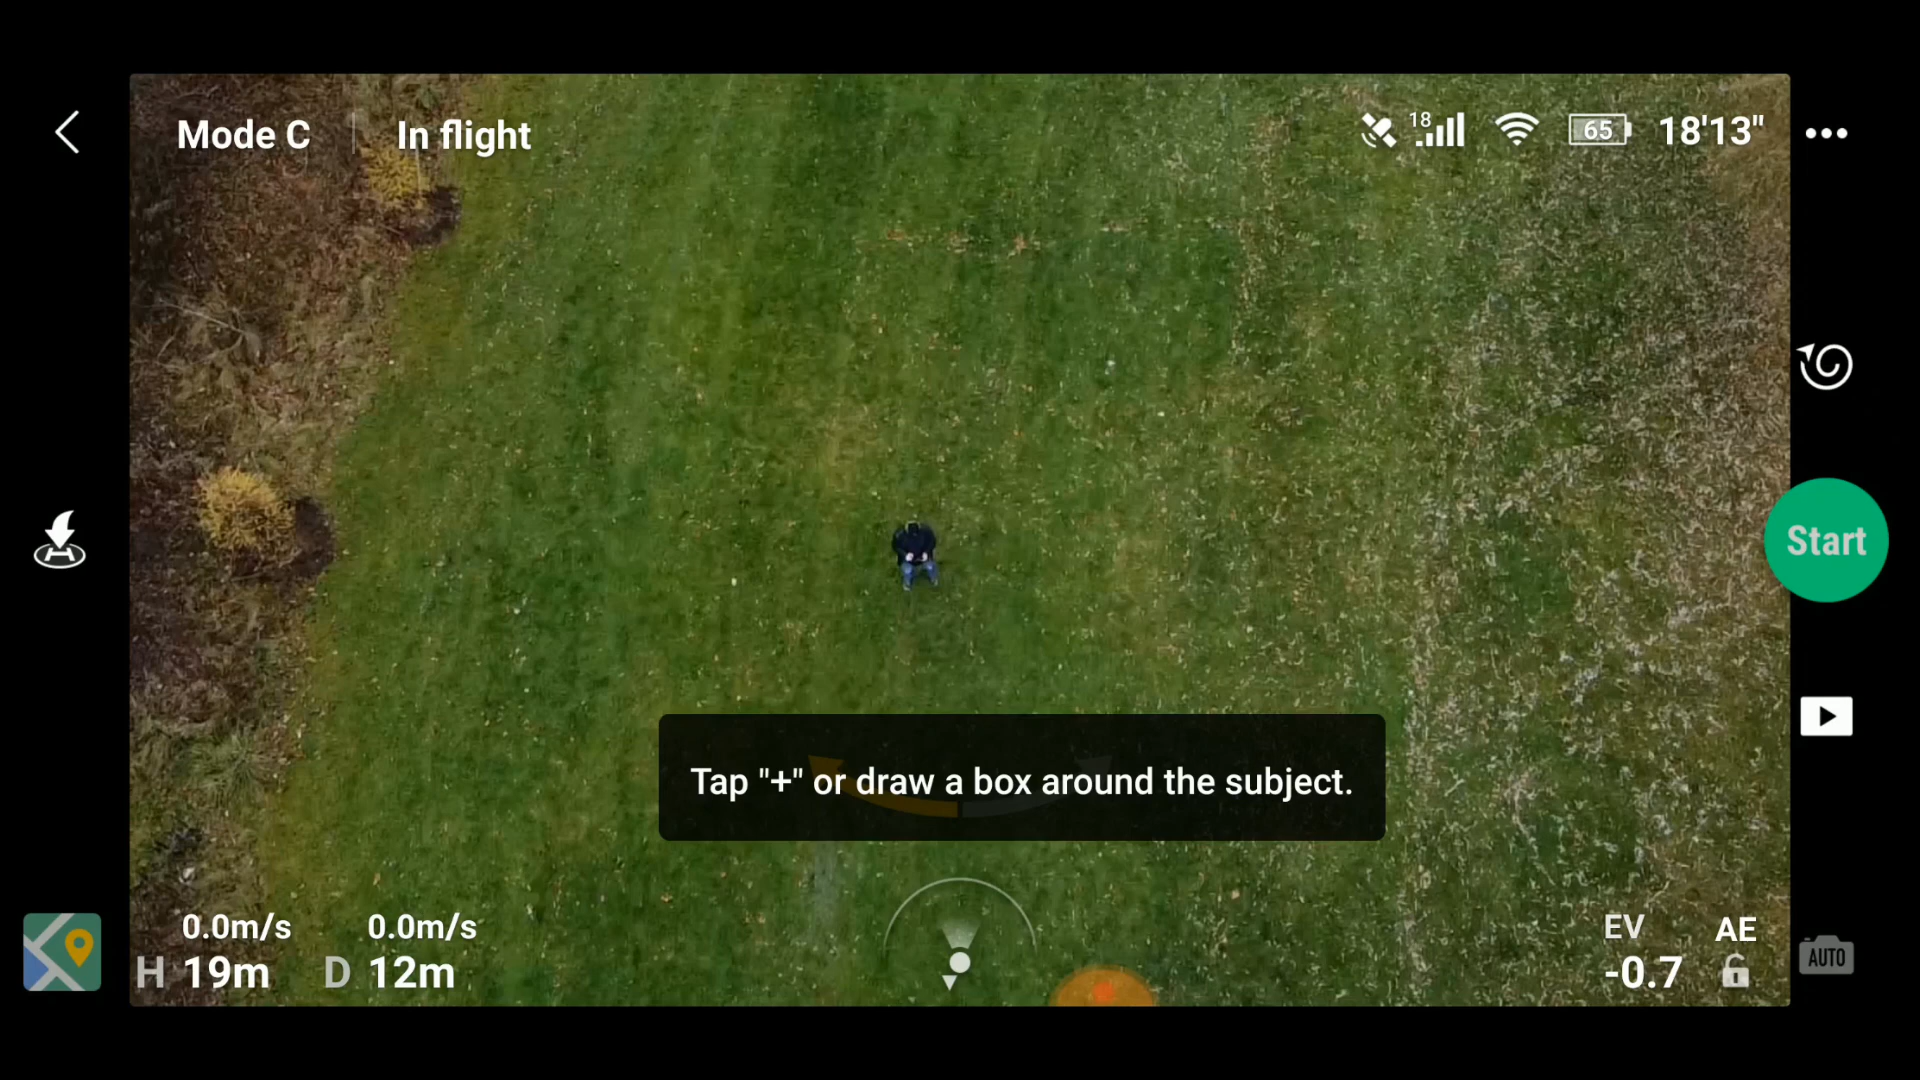 Mode C
In flight
18
65
18'13"
Start
Tap "+" or draw a box around the subject.
0.0m/s
0.0m/s
H 19m
D 12m
EV
-0.7
AE
AUTO